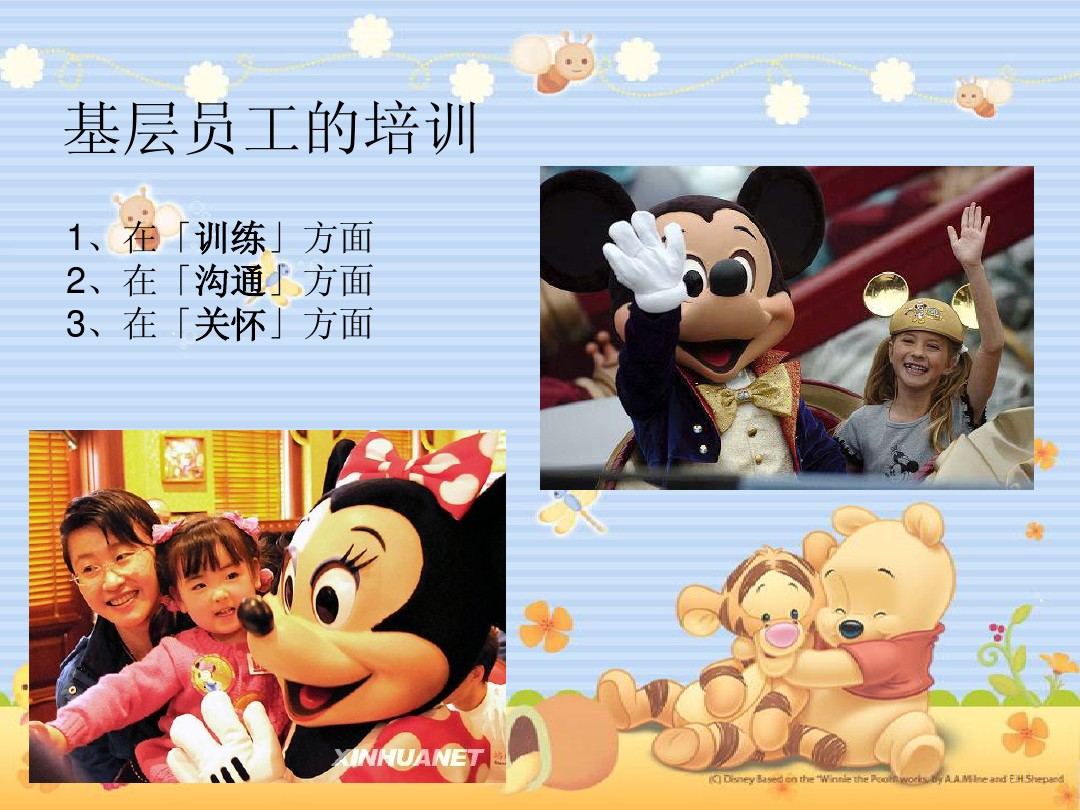 基层员工的培训
1、在「训练」方面
2、在「沟通」方面
3、在「关怀」方面
XINHUANET
(C) Disney Based on the "Winnie the Pooh" works, by A.A.Milne and E.H.Shepard